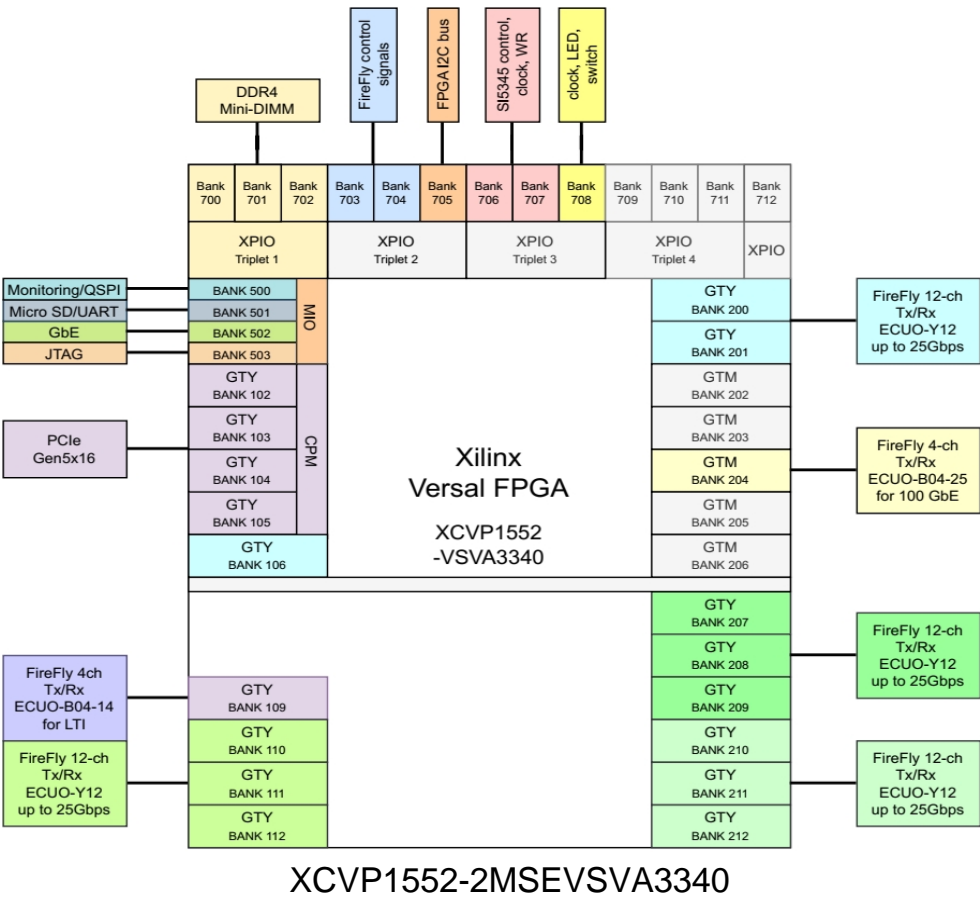 DDR4
Mini-DIMM
FireFly control
signals
FPGA I2C bus
SI5345 control,
clock, WR
clock, LED,
switch
Bank
700
Bank
701
Bank
702
Bank
703
Bank
704
Bank
705
Bank
706
Bank
707
Bank
708
Bank
709
Bank
710
Bank
711
Bank
712
XPIO
Triplet 1
XPIO
Triplet 2
XPIO
Triplet 3
XPIO
Triplet 4
XPIO
Monitoring/QSPI
Micro SD/UART
GbE
JTAG
BANK 500
BANK 501
BANK 502
BANK 503
MIO
GTY
BANK 102
GTY
BANK 103
GTY
BANK 104
GTY
BANK 105
CPM
GTY
BANK 106
PCIe
Gen5x16
Xilinx
Versal FPGA
XCVP1552
-VSVA3340
GTY
BANK 200
GTY
BANK 201
GTM
BANK 202
GTM
BANK 203
GTM
BANK 204
GTM
BANK 205
GTM
BANK 206
FireFly 12-ch
Tx/Rx
ECUO-Y12
up to 25Gbps
FireFly 4-ch
Tx/Rx
ECUO-B04-25
for 100 GbE
FireFly 4ch
Tx/Rx
ECUO-B04-14
for LTI
FireFly 12-ch
Tx/Rx
ECUO-Y12
up to 25Gbps
GTY
BANK 109
GTY
BANK 110
GTY
BANK 111
GTY
BANK 112
GTY
BANK 207
GTY
BANK 208
GTY
BANK 209
GTY
BANK 210
GTY
BANK 211
GTY
BANK 212
FireFly 12-ch
Tx/Rx
ECUO-Y12
up to 25Gbps
FireFly 12-ch
Tx/Rx
ECUO-Y12
up to 25Gbps
XCVP1552-2MSEVSVA3340